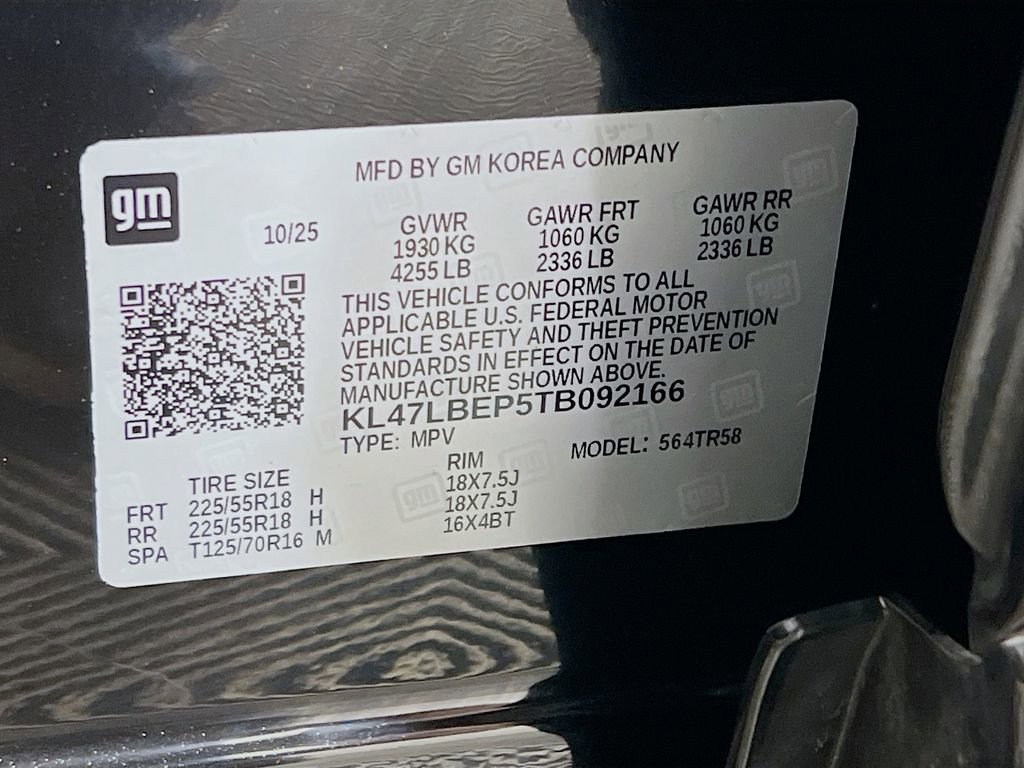 MFD BY GM KOREA COMPANY
gm
10/25
GVWR
1930 KG
4255 LB
GAWR FRT
1060 KG
2336 LB
GAWR RR
1060 KG
2336 LB
THIS VEHICLE CONFORMS TO ALL
APPLICABLE U.S. FEDERAL MOTOR
VEHICLE SAFETY AND THEFT PREVENTION
STANDARDS IN EFFECT ON THE DATE OF
MANUFACTURE SHOWN ABOVE.
KL47LBEP5TB092166
TYPE: MPV
MODEL: 564TR58
TIRE SIZE RIM
FRT 225/55R18 H 18X7.5J
RR 225/55R18 H 18X7.5J
SPA T125/70R16 M 16X4BT